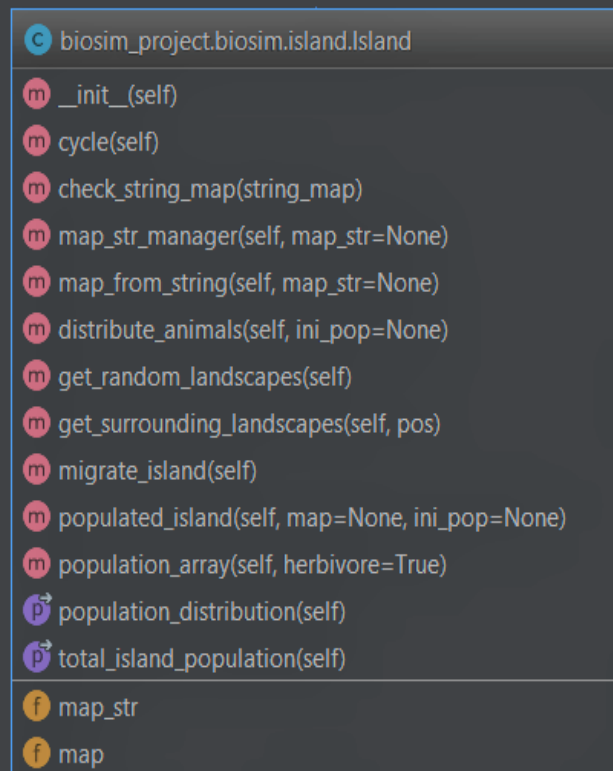 C biosim_project.biosim.island.Island
m __init__(self)
m cycle(self)
m check_string_map(string_map)
m map_str_manager(self, map_str=None)
m map_from_string(self, map_str=None)
m distribute_animals(self, ini_pop=None)
m get_random_landscapes(self)
m get_surrounding_landscapes(self, pos)
m migrate_island(self)
m populated_island(self, map=None, ini_pop=None)
m population_array(self, herbivore=True)
p population_distribution(self)
p total_island_population(self)
f map_str
f map